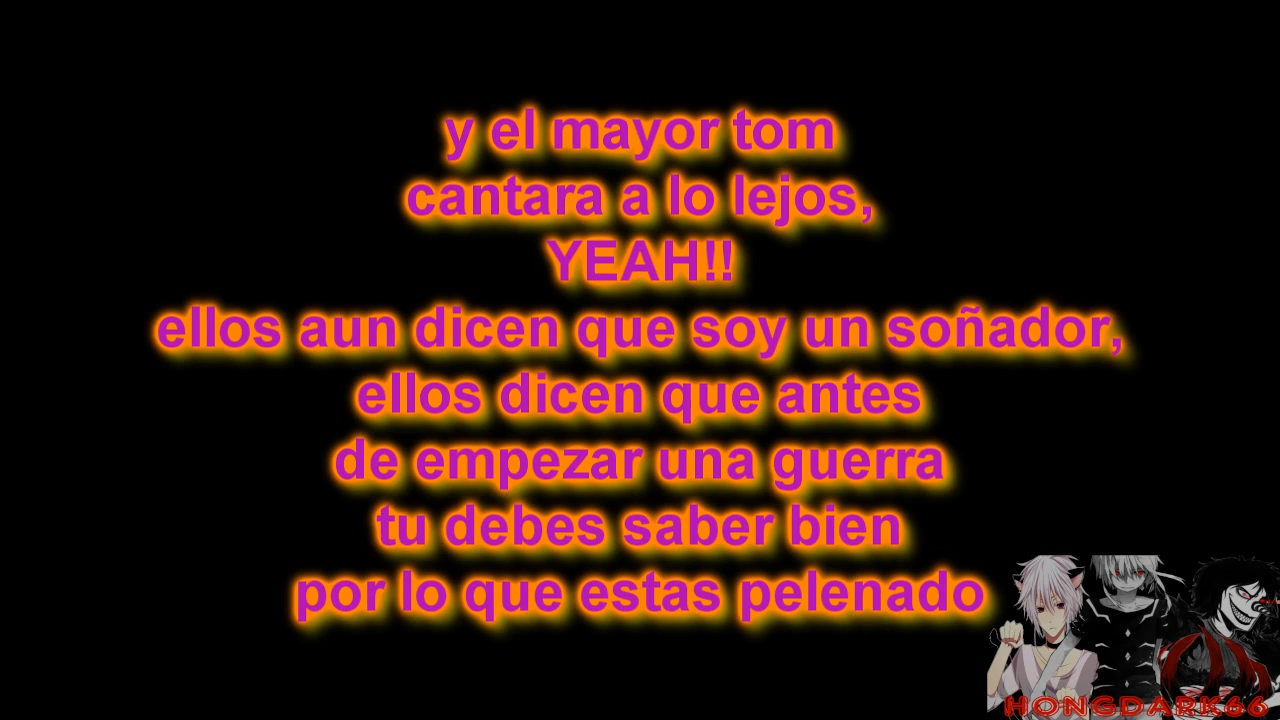 y el mayor tom
cantara a lo lejos,
YEAH!!
ellos aun dicen que soy un soñador,
ellos dicen que antes
de empezar una guerra
tu debes saber bien
por lo que estas pelenado
HONGDARK66